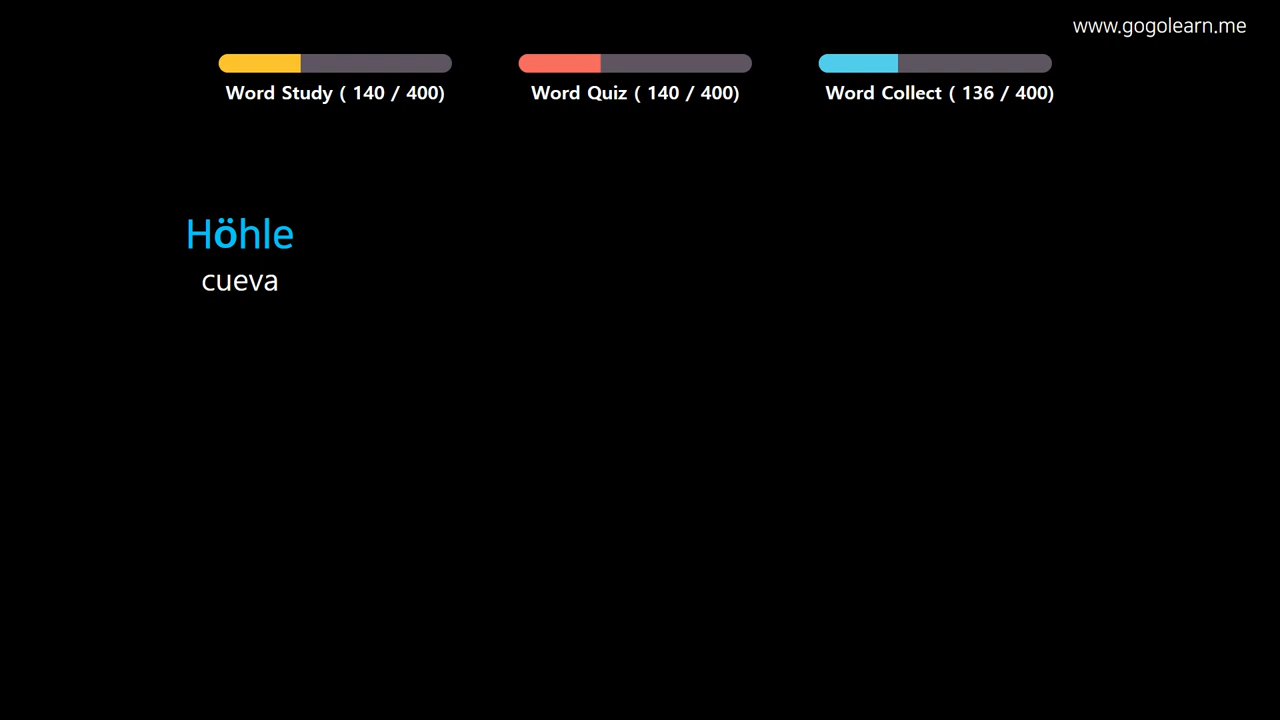 www.gogolearn.me
Word Study ( 140 / 400)
Word Quiz ( 140 / 400)
Word Collect ( 136 / 400)
Höhle
cueva